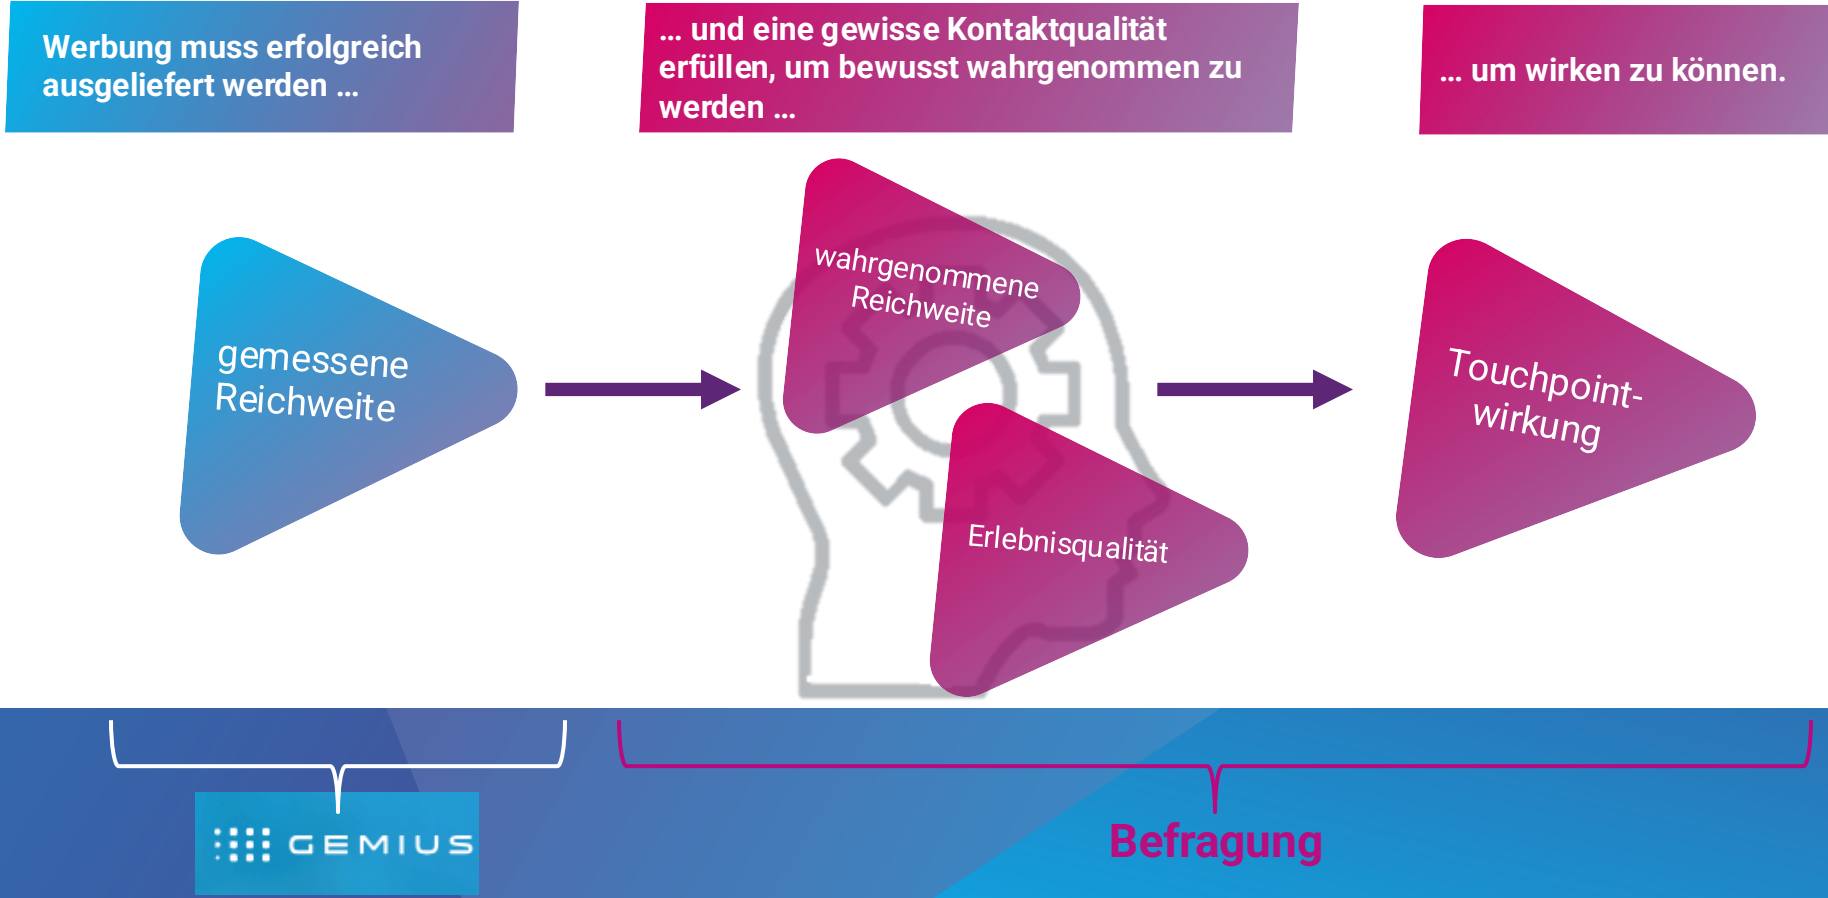 Werbung muss erfolgreich
ausgeliefert werden ...
... und eine gewisse Kontaktqualität
erfüllen, um bewusst wahrgenommen zu
werden ...
... um wirken zu können.
gemessene
Reichweite
wahrgenommene
Reichweite
Erlebnisqualität
Touchpoint-
wirkung
GEMIUS
Befragung